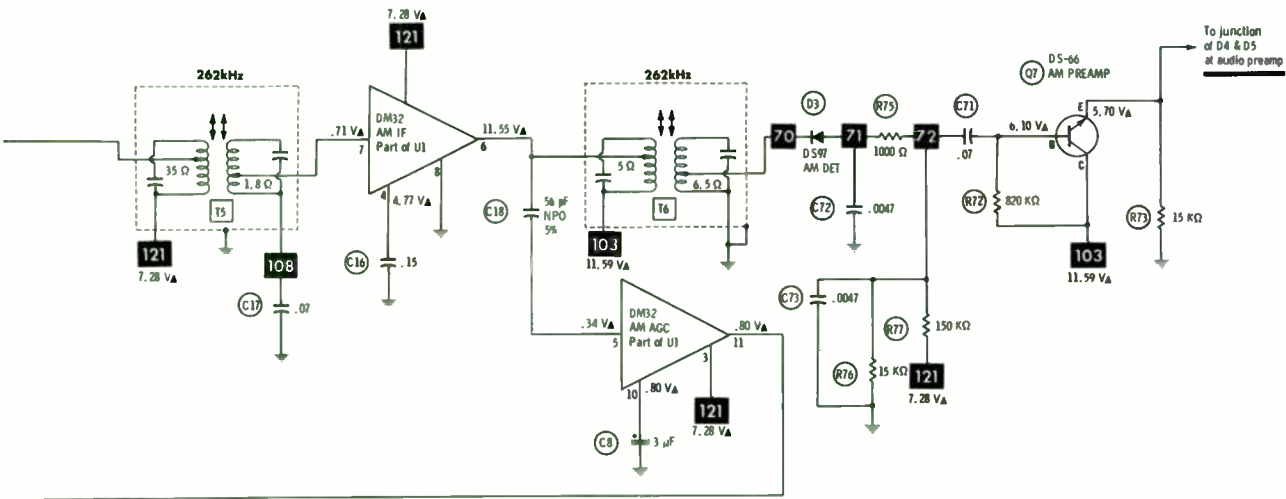 7.28 V▲
121
262kHz
.71 V▲
7
DM32
AM IF
Part of U1
11.55 V▲
6
8
4
4.77 V▲
35 Ω
1.8 Ω
T5
121
7.28 V▲
108
C17
.07
C16
.15
C18
56 pF
NPO
5%
262kHz
5 Ω
6.5 Ω
T6
103
11.59 V▲
70
D3
DS97
AM DET
71
R75
1000 Ω
72
C71
.07
C72
.0047
Q7
DS-66
AM PREAMP
6.10 V▲
B
E
C
5.70 V▲
To junction
of D4 & D5
at audio preamp
R72
820 KΩ
103
11.59 V▲
R73
15 KΩ
.34 V▲
5
DM32
AM AGC
Part of U1
.80 V▲
11
3
10
.80 V▲
121
7.28 V▲
C8
+
3 µF
C73
.0047
R77
150 KΩ
R76
15 KΩ
121
7.28 V▲